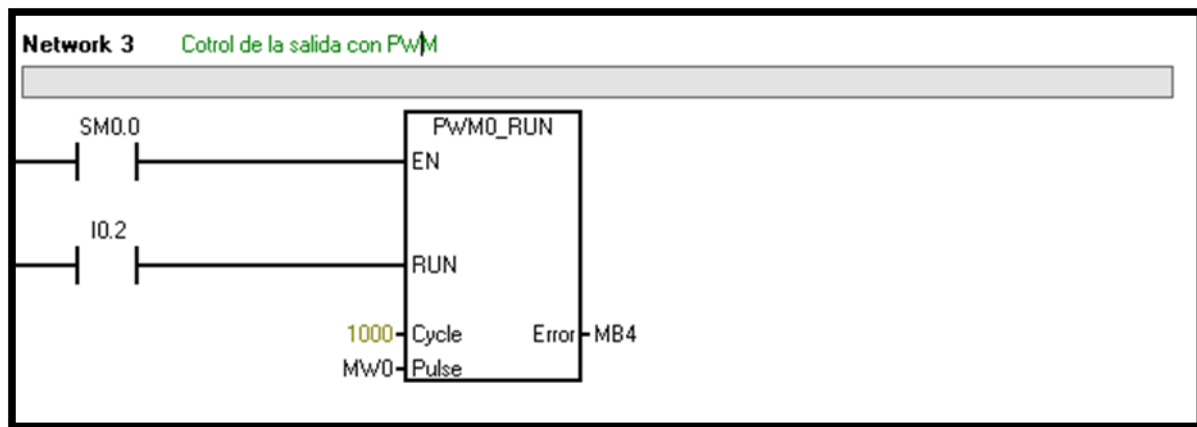 Network 3 Cotrol de la salida con PWM
SM0.0
PWM0_RUN
EN
I0.2
RUN
1000 Cycle Error MB4
MW0 Pulse